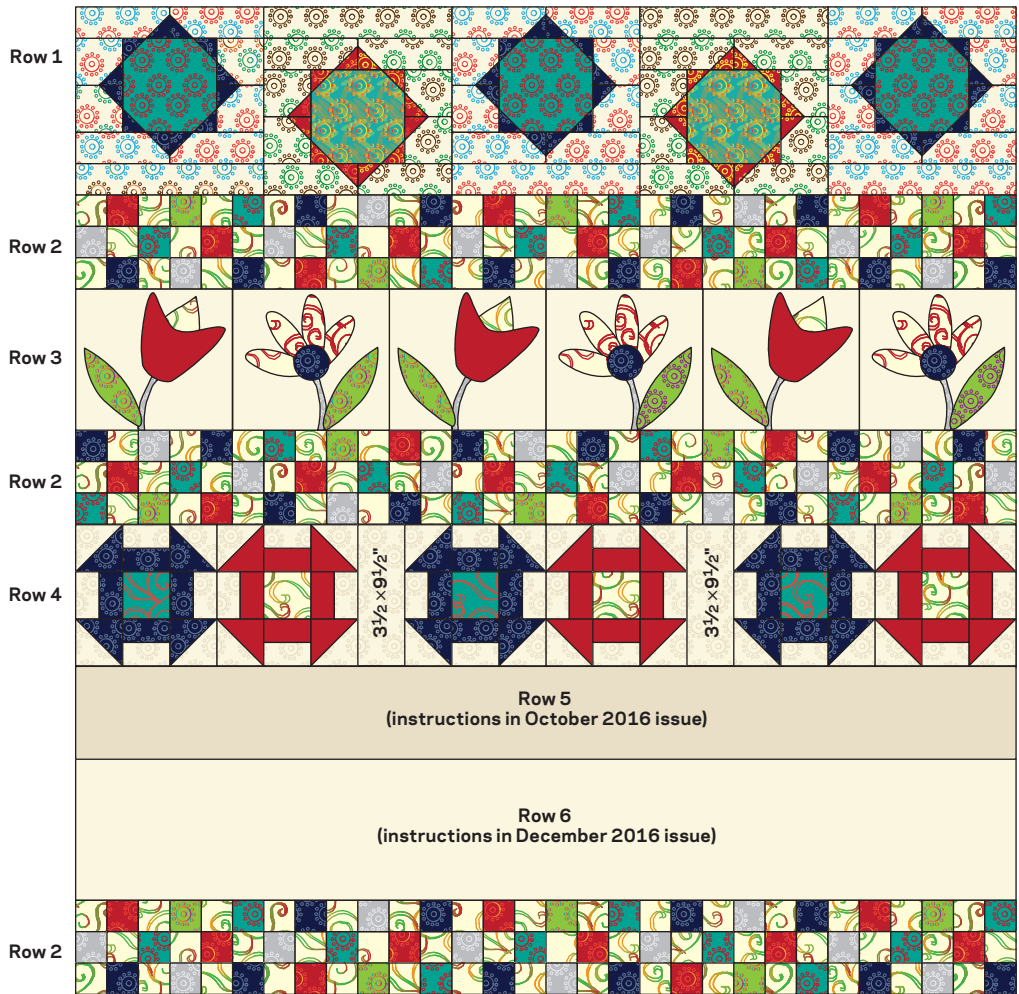 Row 1
Row 2
Row 3
Row 2
Row 4
3½ × 9½"
3½ × 9½"
Row 5
(instructions in October 2016 issue)
Row 6
(instructions in December 2016 issue)
Row 2